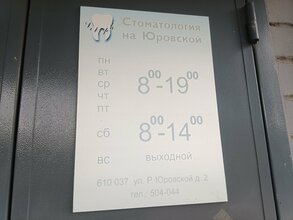 Стоматология
на Юровской
пн
вт
ср
чт
пт
8⁰⁰-19⁰⁰
сб
8⁰⁰-14⁰⁰
вс выходной
610 037 ул. Р-Юровской д. 2
тел.: 504-044